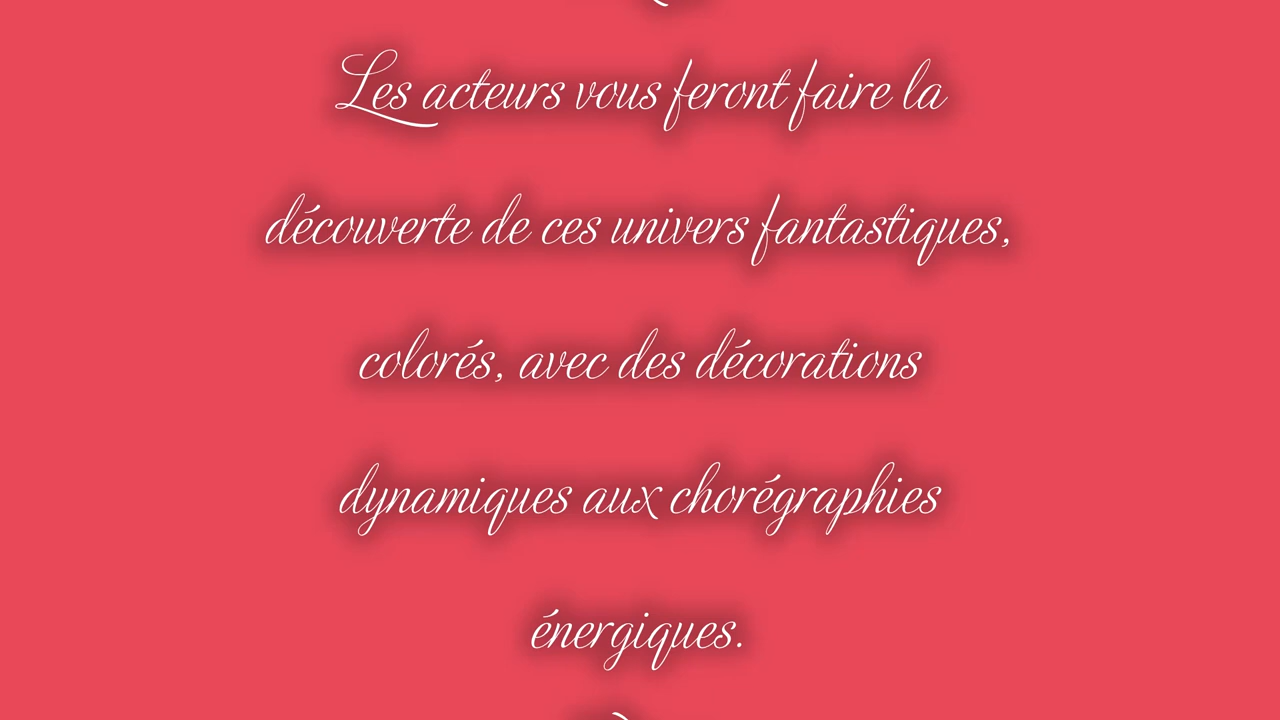 Les acteurs vous feront faire la
découverte de ces univers fantastiques,
colorés, avec des décorations
dynamiques aux chorégraphies
énergiques.